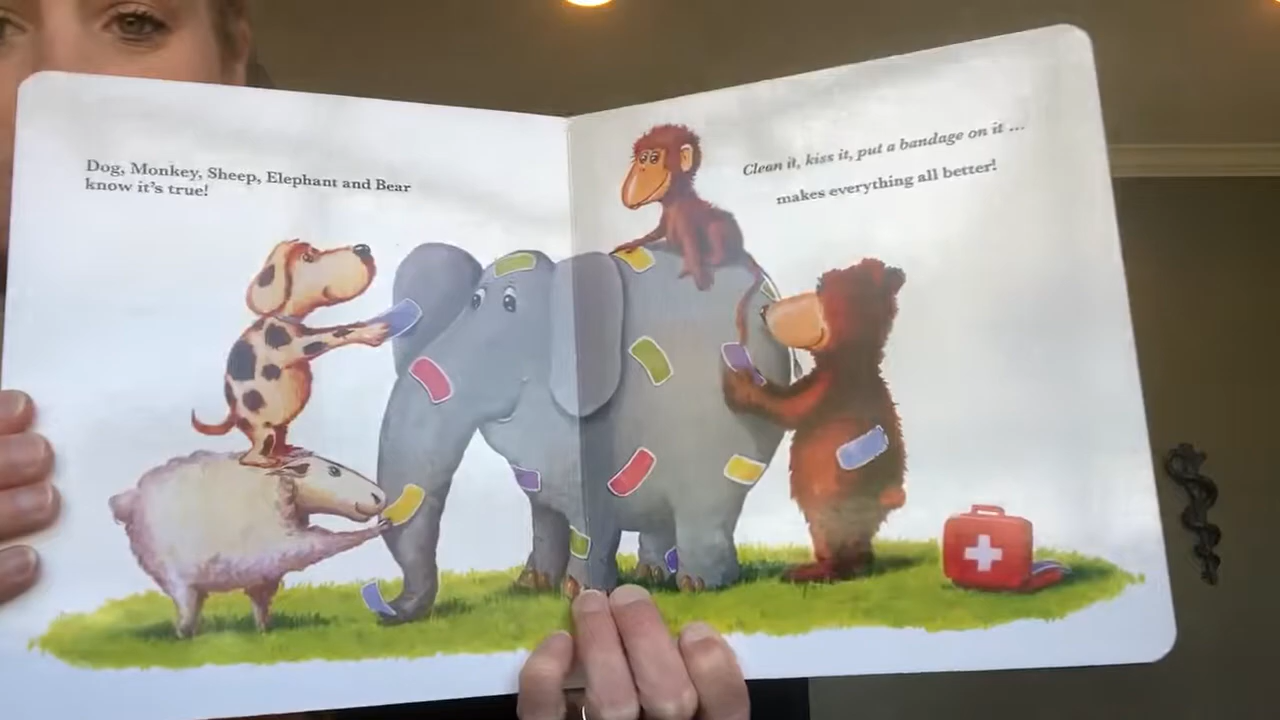 Dog, Monkey, Sheep, Elephant and Bear
know it's true!
Clean it, kiss it, put a bandage on it ...
makes everything all better!